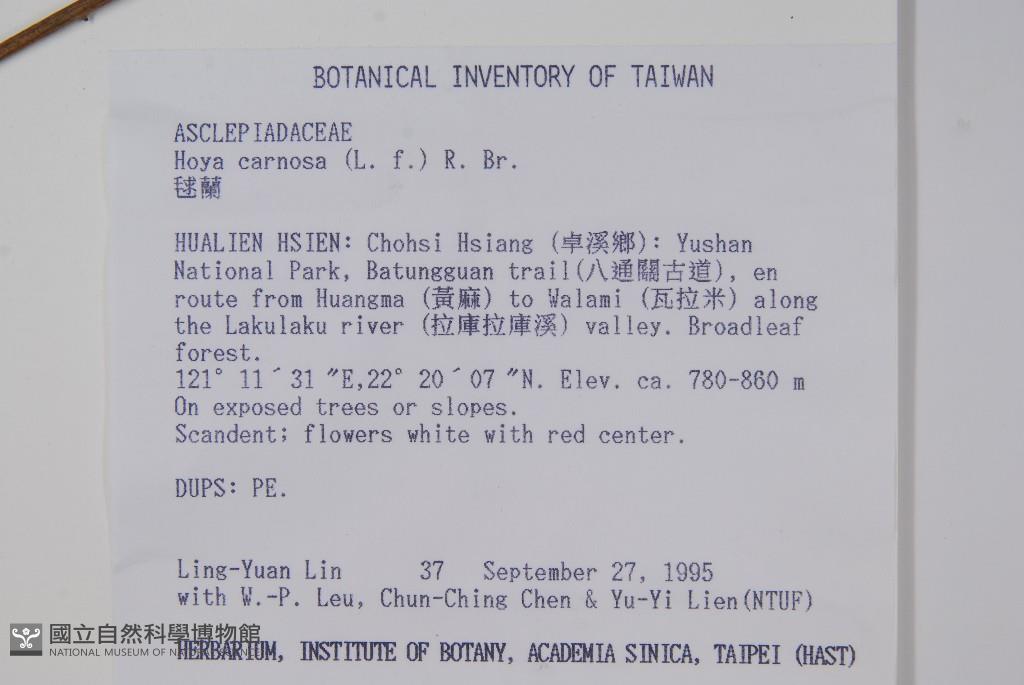 BOTANICAL INVENTORY OF TAIWAN
ASCLEPIADACEAE
Hoya carnosa (L. f.) R. Br.
毬蘭
HUALIEN HSIEN: Chohsi Hsiang (卓溪鄉): Yushan
National Park, Batungguan trail(八通關古道), en
route from Huangma (黃麻) to Walami (瓦拉米) along
the Lakulaku river (拉庫拉庫溪) valley. Broadleaf
forest.
121° 11´31 ″E,22° 20´07 ″N. Elev. ca. 780-860 m
On exposed trees or slopes.
Scandent; flowers white with red center.
DUPS: PE.
Ling-Yuan Lin 37 September 27, 1995
with W.-P. Leu, Chun-Ching Chen & Yu-Yi Lien(NTUF)
國立自然科學博物館
NATIONAL MUSEUM OF NATURAL SCIENCE
HERBARIUM, INSTITUTE OF BOTANY, ACADEMIA SINICA, TAIPEI (HAST)